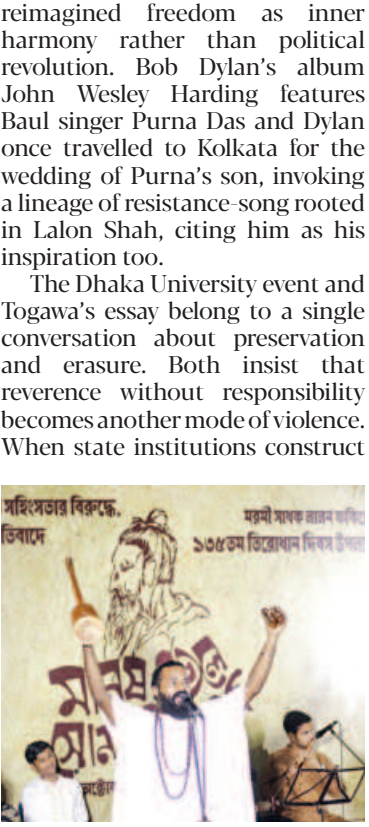 reimagined freedom as inner
harmony rather than political
revolution. Bob Dylan’s album
John Wesley Harding features
Baul singer Purna Das and Dylan
once travelled to Kolkata for the
wedding of Purna’s son, invoking
a lineage of resistance-song rooted
in Lalon Shah, citing him as his
inspiration too.
The Dhaka University event and
Togawa’s essay belong to a single
conversation about preservation
and erasure. Both insist that
reverence without responsibility
becomes another mode of violence.
When state institutions construct
সহিংসতার বিরুদ্ধে,
তিবাদে
মরমী সাধক লালন
১৩৫তম তিরোধান দিবস
মানুষ